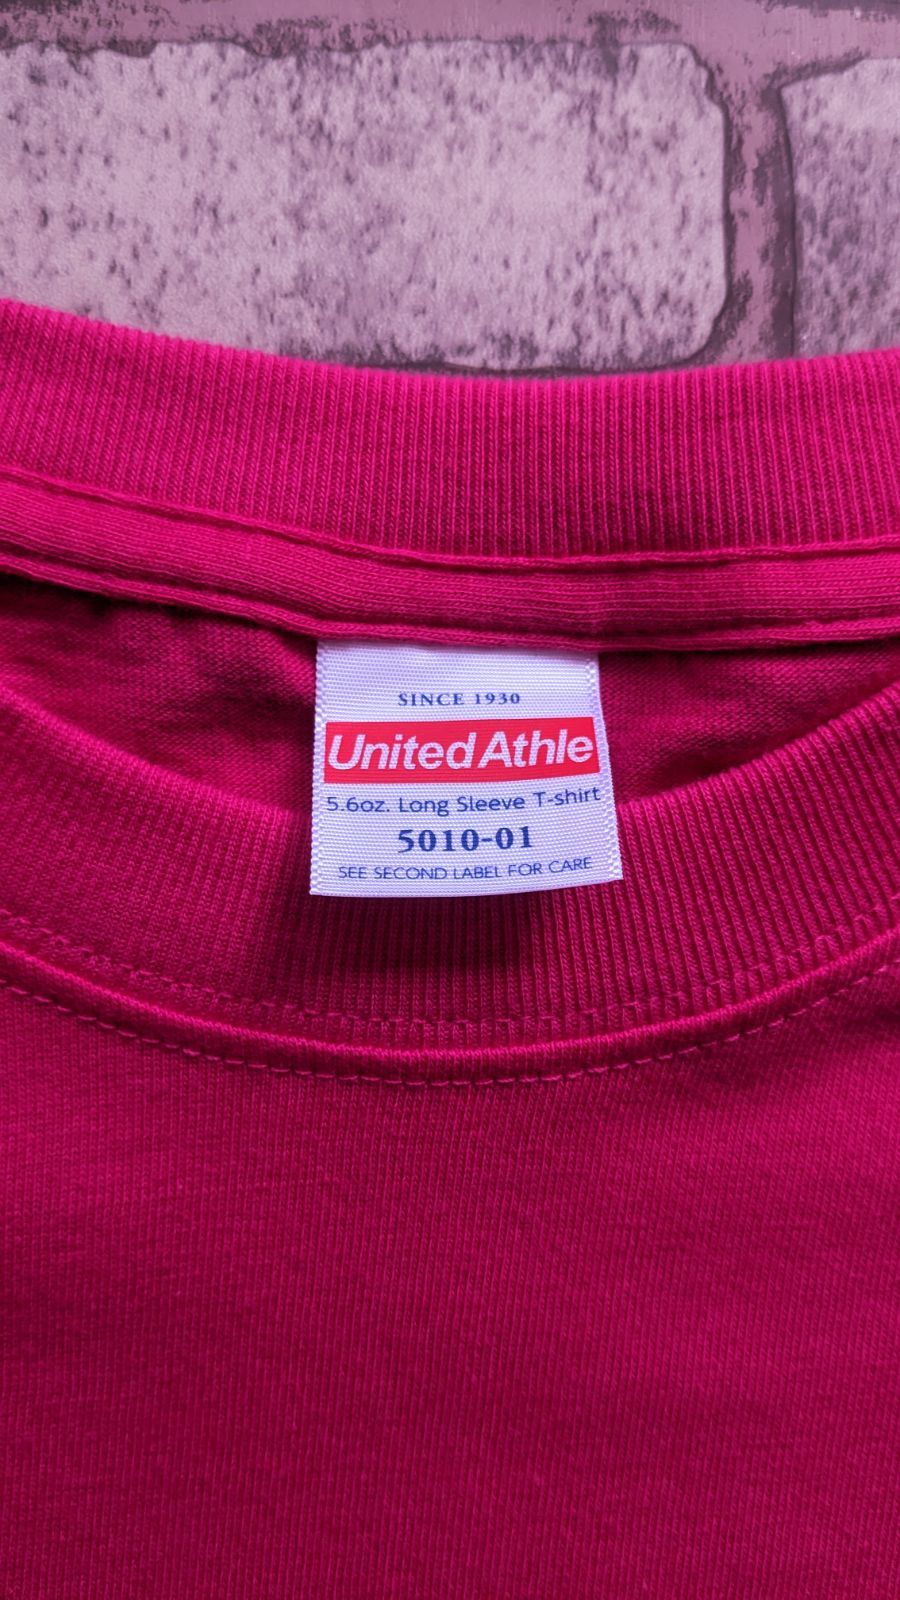 SINCE 1930
United Athle
5.6oz. Long Sleeve T-shirt
5010-01
SEE SECOND LABEL FOR CARE